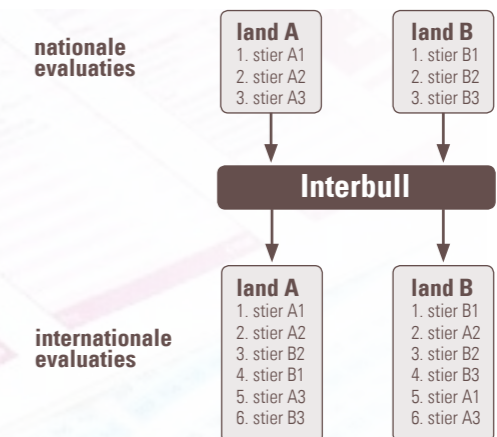 nationale
evaluaties
land A
1. stier A1
2. stier A2
3. stier A3
land B
1. stier B1
2. stier B2
3. stier B3
Interbull
internationale
evaluaties
land A
1. stier A1
2. stier A2
3. stier B2
4. stier B1
5. stier A3
6. stier B3
land B
1. stier B1
2. stier A2
3. stier B2
4. stier B3
5. stier A1
6. stier A3